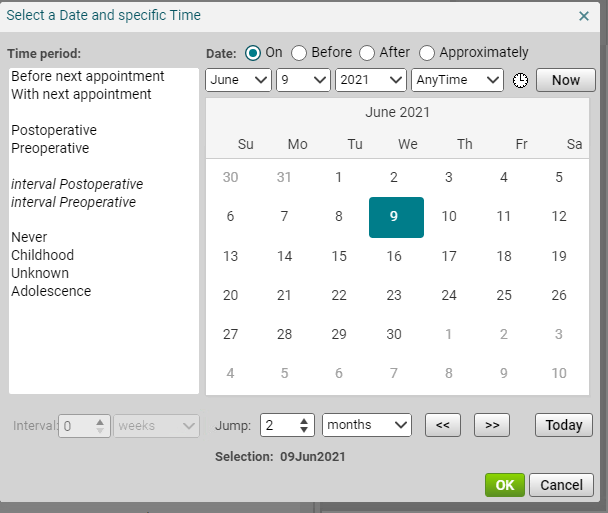 Select a Date and specific Time
Time period:
Date: On Before After Approximately
Before next appointment
With next appointment
Postoperative
Preoperative
interval Postoperative
interval Preoperative
Never
Childhood
Unknown
Adolescence
June 9 2021 AnyTime Now
June 2021
Su Mo Tu We Th Fr Sa
30 31 1 2 3 4 5
6 7 8 9 10 11 12
13 14 15 16 17 18 19
20 21 22 23 24 25 26
27 28 29 30 1 2 3
4 5 6 7 8 9 10
Interval: 0 weeks
Jump: 2 months << >> Today
Selection: 09Jun2021
OK Cancel